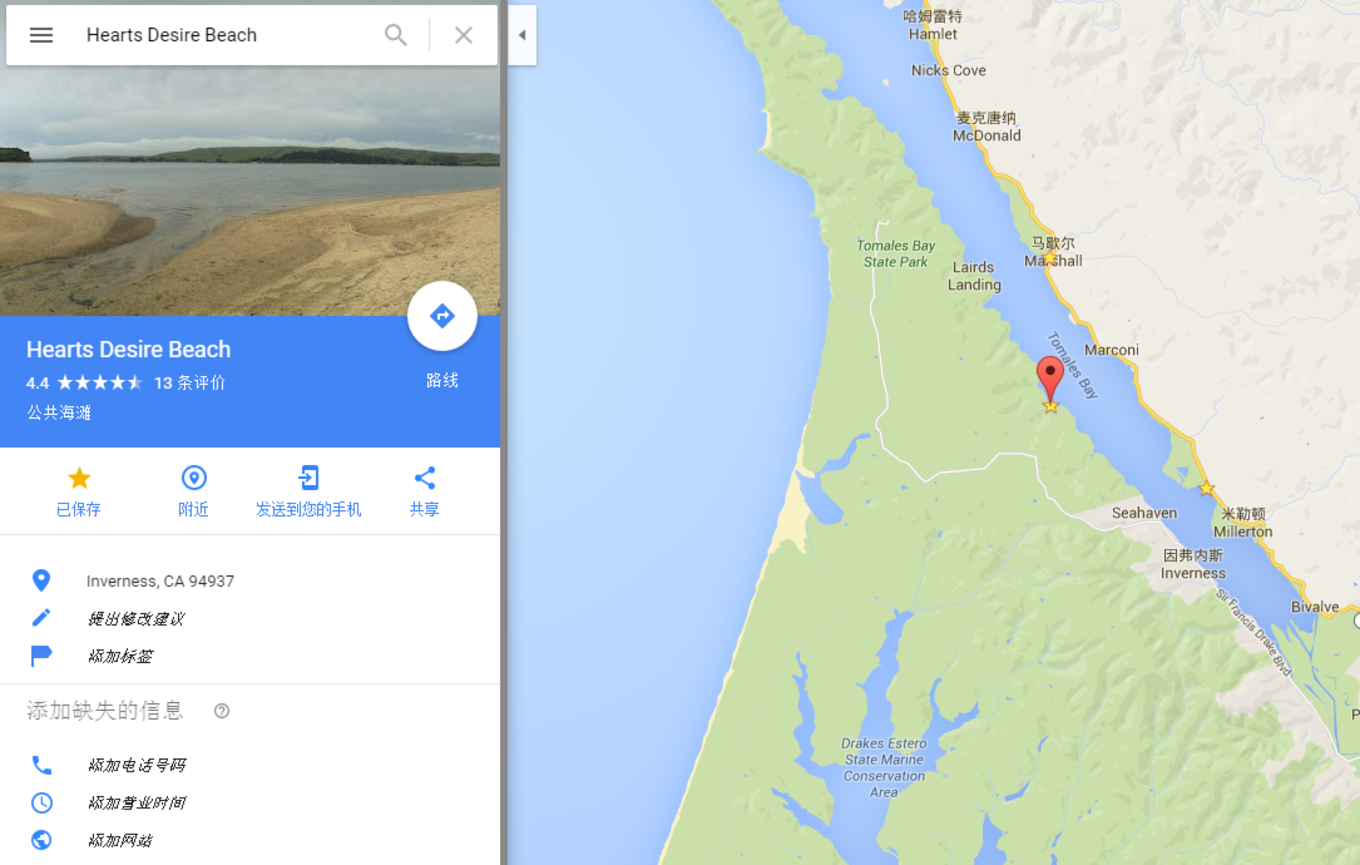 Hearts Desire Beach
Hearts Desire Beach
4.4 13 条评价
公共海滩
路线
已保存
附近
发送到您的手机
共享
Inverness, CA 94937
提出修改建议
添加标签
添加缺失的信息
添加电话号码
添加营业时间
添加网站
哈姆雷特
Hamlet
Nicks Cove
麦克唐纳
McDonald
Tomales Bay
State Park
Lairds
Landing
马歇尔
Marshall
Tomales Bay
Marconi
Seahaven
米勒顿
Millerton
因弗内斯
Inverness
Sir Francis Drake Blvd
Bivalve
P
Drakes Estero
State Marine
Conservation
Area